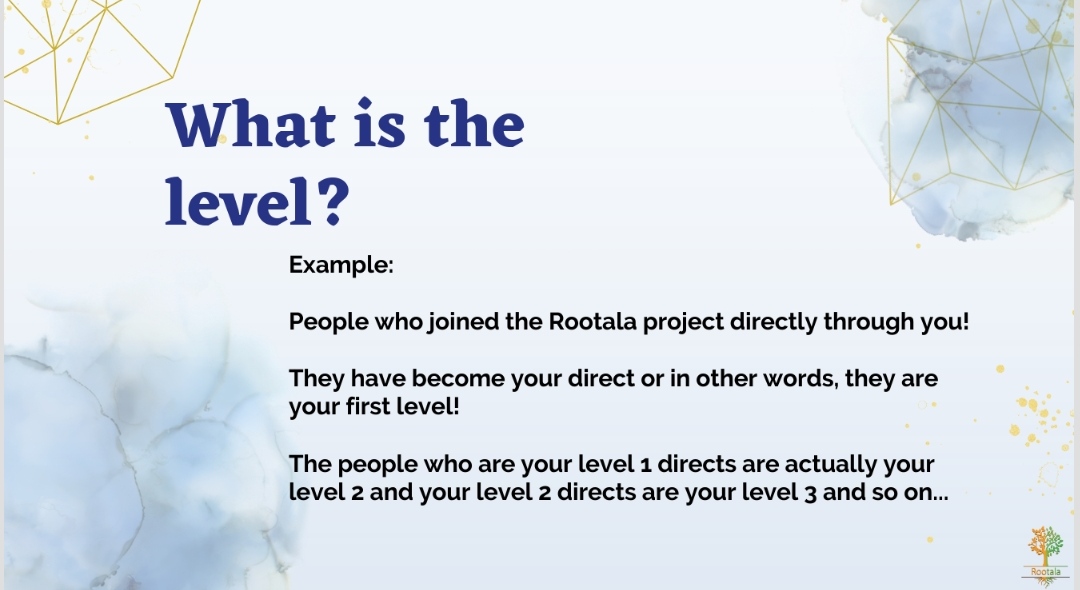 What is the
level?
Example:
People who joined the Rootala project directly through you!
They have become your direct or in other words, they are
your first level!
The people who are your level 1 directs are actually your
level 2 and your level 2 directs are your level 3 and so on...
Rootala